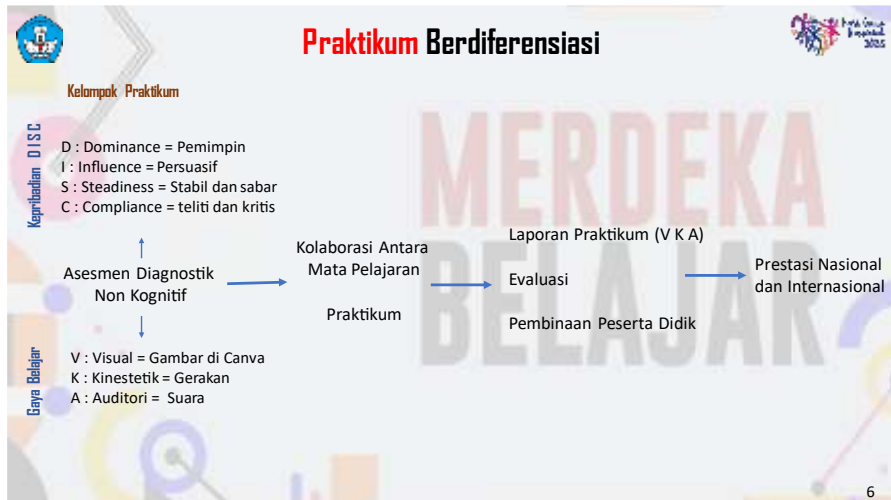 Praktikum Berdiferensiasi
Kelompok Praktikum
Kepribadian DISC
D : Dominance = Pemimpin
I : Influence = Persuasif
S : Steadiness = Stabil dan sabar
C : Compliance = teliti dan kritis
Asesmen Diagnostik
Non Kognitif
Gaya Belajar
V : Visual = Gambar di Canva
K : Kinestetik = Gerakan
A : Auditori = Suara
Kolaborasi Antara
Mata Pelajaran
Praktikum
Laporan Praktikum (V K A)
Evaluasi
Pembinaan Peserta Didik
Prestasi Nasional
dan Internasional
MERDEKA
BELAJAR
6